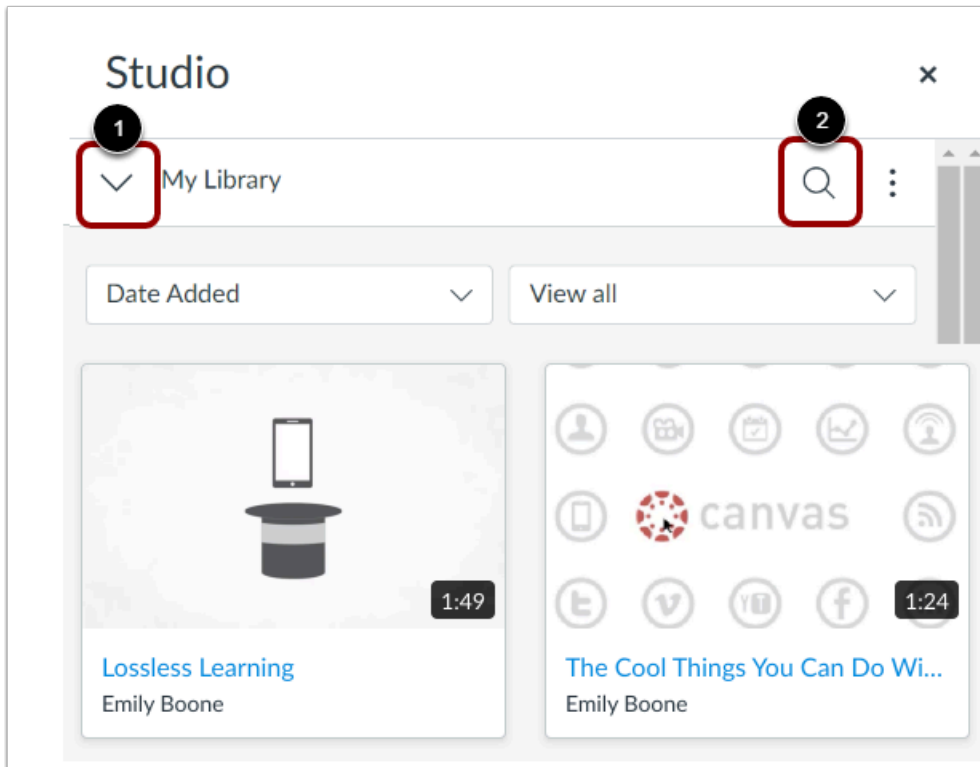 Studio
1
2
My Library
Date Added
View all
canvas
1:49
1:24
Lossless Learning
The Cool Things You Can Do Wi...
Emily Boone
Emily Boone